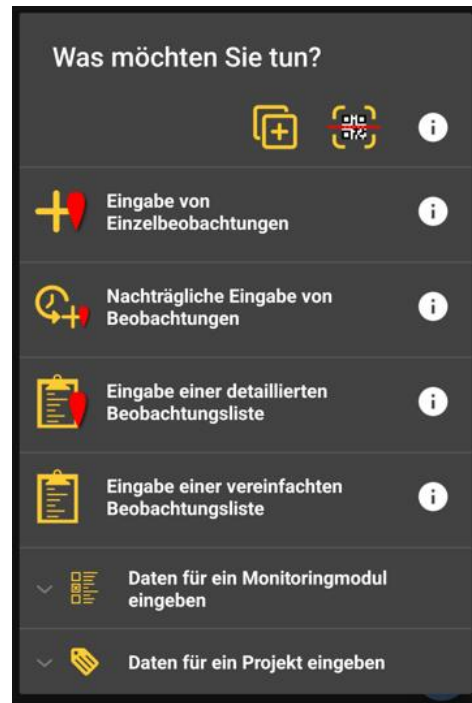 Was möchten Sie tun?
Eingabe von
Einzelbeobachtungen
Nachträgliche Eingabe von
Beobachtungen
Eingabe einer detaillierten
Beobachtungsliste
Eingabe einer vereinfachten
Beobachtungsliste
Daten für ein Monitoringmodul
eingeben
Daten für ein Projekt eingeben